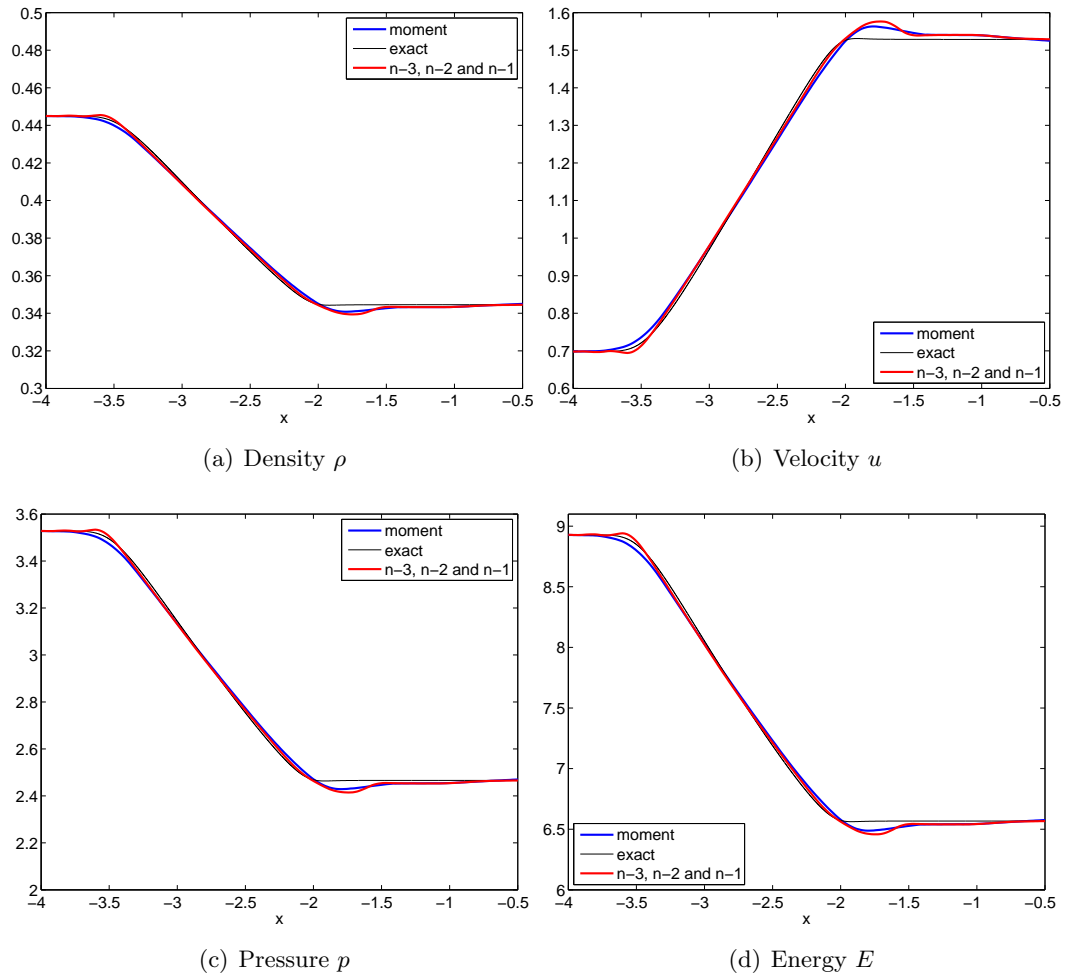 0.5
0.48
0.46
0.44
0.42
0.4
0.38
0.36
0.34
0.32
0.3
−4 −3.5 −3 −2.5 −2 −1.5 −1 −0.5
x
moment
exact
n−3, n−2 and n−1
(a) Density ρ
1.6
1.5
1.4
1.3
1.2
1.1
1
0.9
0.8
0.7
0.6
−4 −3.5 −3 −2.5 −2 −1.5 −1 −0.5
x
moment
exact
n−3, n−2 and n−1
(b) Velocity u
3.6
3.4
3.2
3
2.8
2.6
2.4
2.2
2
−4 −3.5 −3 −2.5 −2 −1.5 −1 −0.5
x
moment
exact
n−3, n−2 and n−1
(c) Pressure p
9
8.5
8
7.5
7
6.5
6
−4 −3.5 −3 −2.5 −2 −1.5 −1 −0.5
x
moment
exact
n−3, n−2 and n−1
(d) Energy E